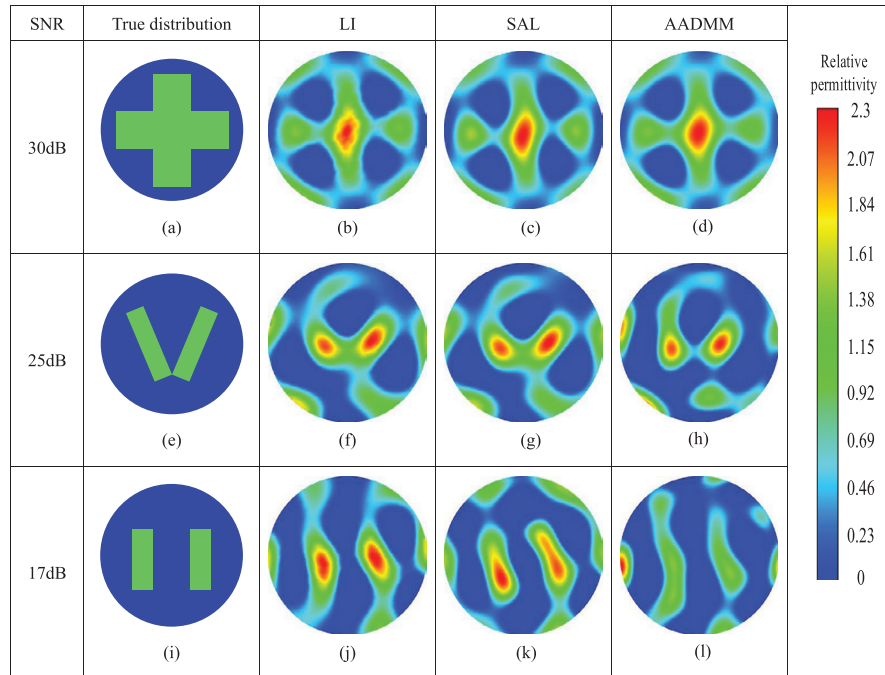 SNR True distribution LI SAL AADMM
Relative
permittivity
30dB
(a) (b) (c) (d)
25dB
(e) (f) (g) (h)
17dB
(i) (j) (k) (l)
2.3
2.07
1.84
1.61
1.38
1.15
0.92
0.69
0.46
0.23
0